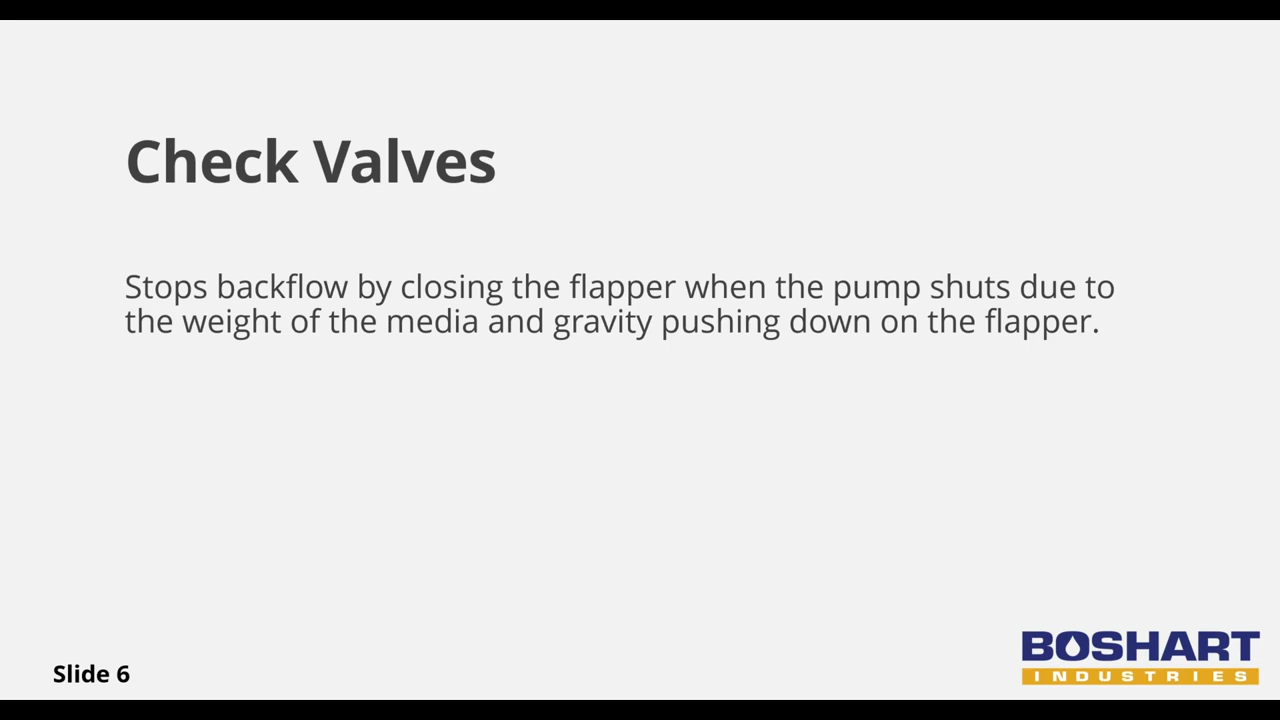 Check Valves
Stops backflow by closing the flapper when the pump shuts due to
the weight of the media and gravity pushing down on the flapper.
Slide 6
BOSHART
INDUSTRIES